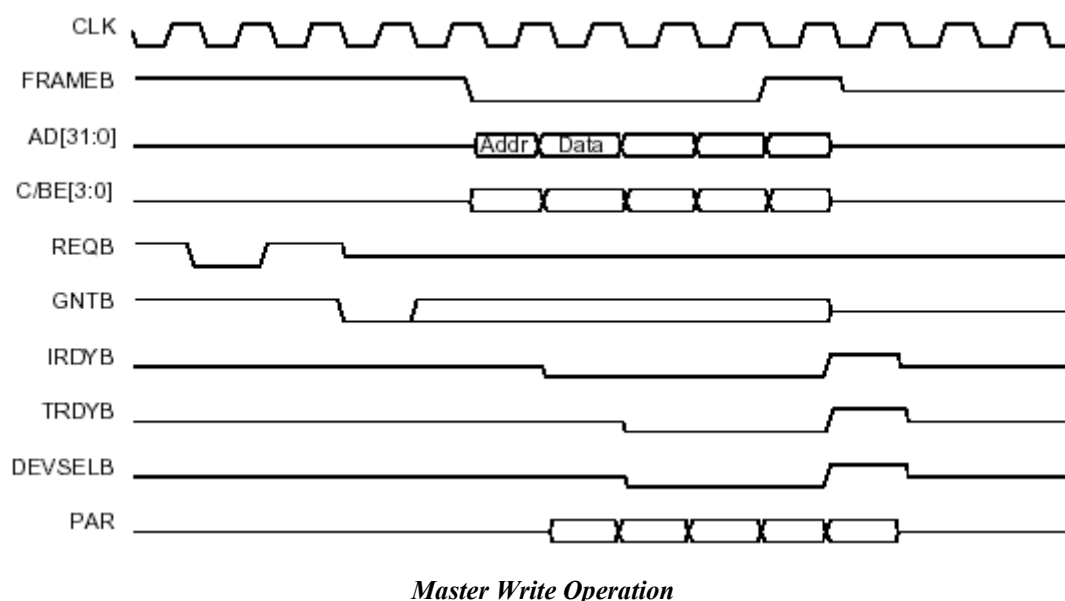 CLK
FRAMEB
AD[31:0]
Addr Data
C/BE[3:0]
REQB
GNTB
IRDYB
TRDYB
DEVSELB
PAR
Master Write Operation